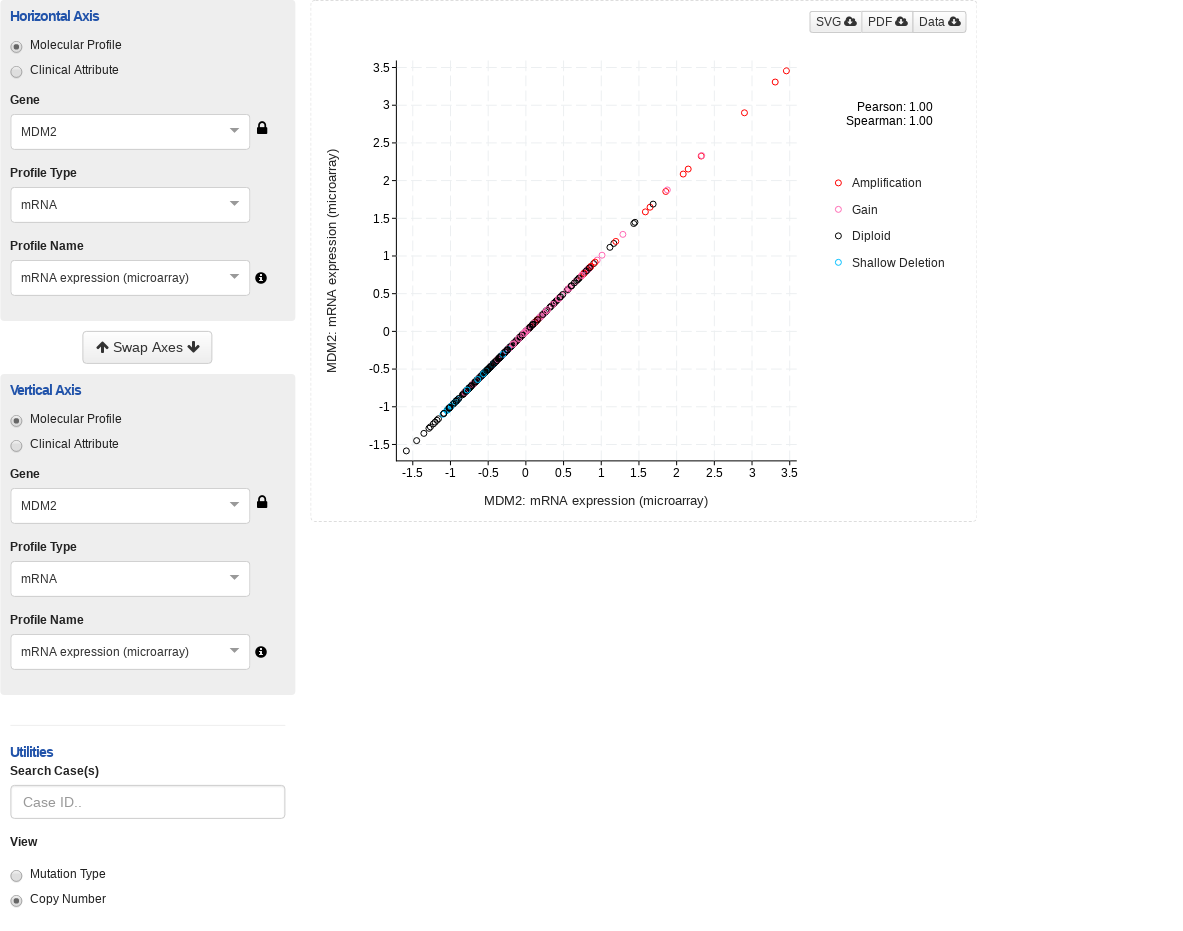 Horizontal Axis
Molecular Profile
Clinical Attribute
Gene
MDM2
Profile Type
mRNA
Profile Name
mRNA expression (microarray)
Swap Axes
Vertical Axis
Molecular Profile
Clinical Attribute
Gene
MDM2
Profile Type
mRNA
Profile Name
mRNA expression (microarray)
Utilities
Search Case(s)
Case ID..
View
Mutation Type
Copy Number
SVG PDF Data
MDM2: mRNA expression (microarray)
3.5
3
2.5
2
1.5
1
0.5
0
-0.5
-1
-1.5
-1.5 -1 -0.5 0 0.5 1 1.5 2 2.5 3 3.5
MDM2: mRNA expression (microarray)
Pearson: 1.00
Spearman: 1.00
Amplification
Gain
Diploid
Shallow Deletion